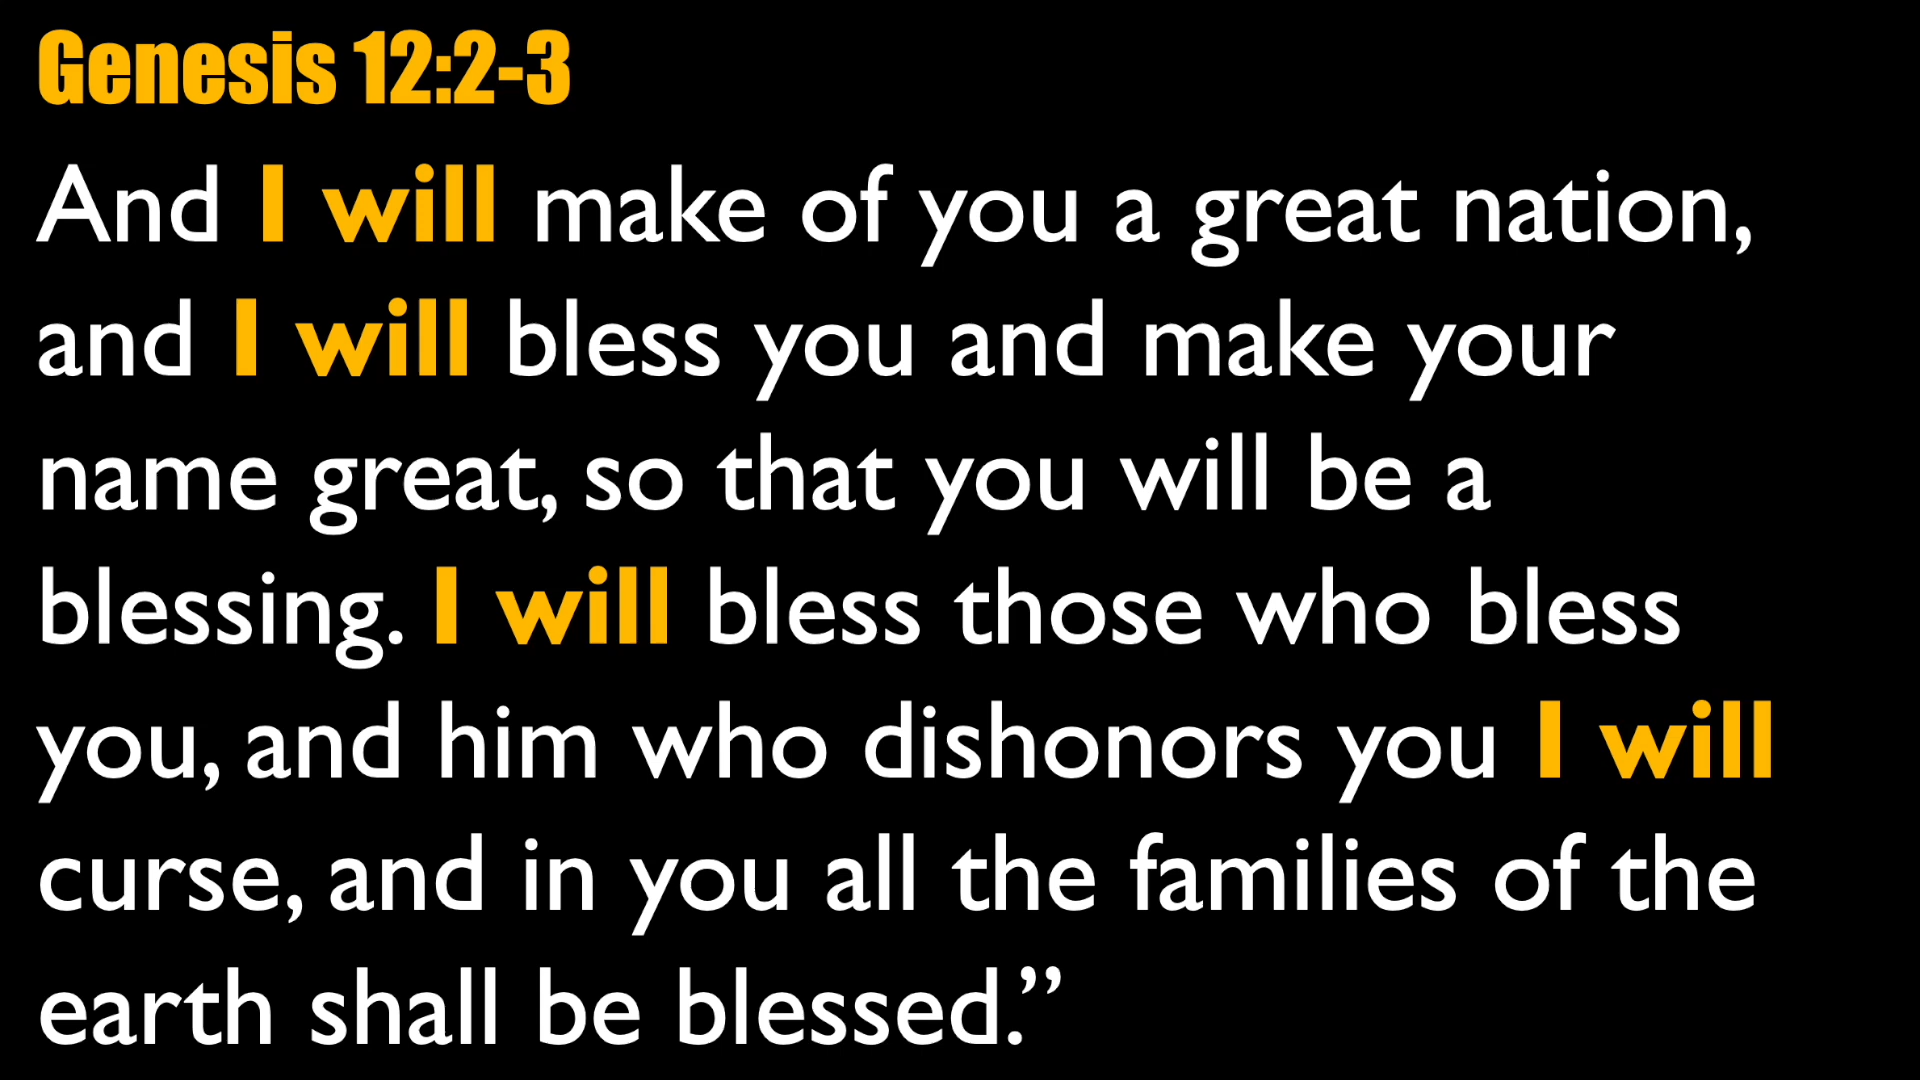 Genesis 12:2-3
And I will make of you a great nation,
and I will bless you and make your
name great, so that you will be a
blessing. I will bless those who bless
you, and him who dishonors you I will
curse, and in you all the families of the
earth shall be blessed.”